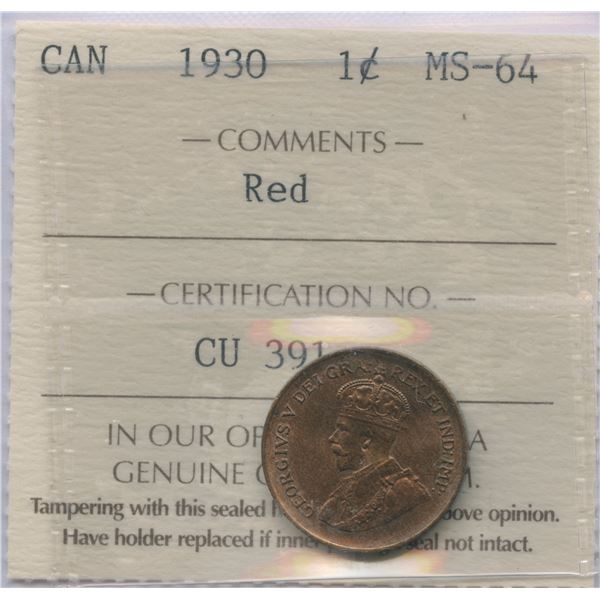 CAN 1930 1¢ MS-64
— COMMENTS —
Red
— CERTIFICATION NO. —
CU 391
GEORGIVS V DEI GRA: REX ET IND: IMP:
IN OUR A
GENUINE M.
Tampering with this sealed above opinion.
Have holder replaced if inner seal not intact.